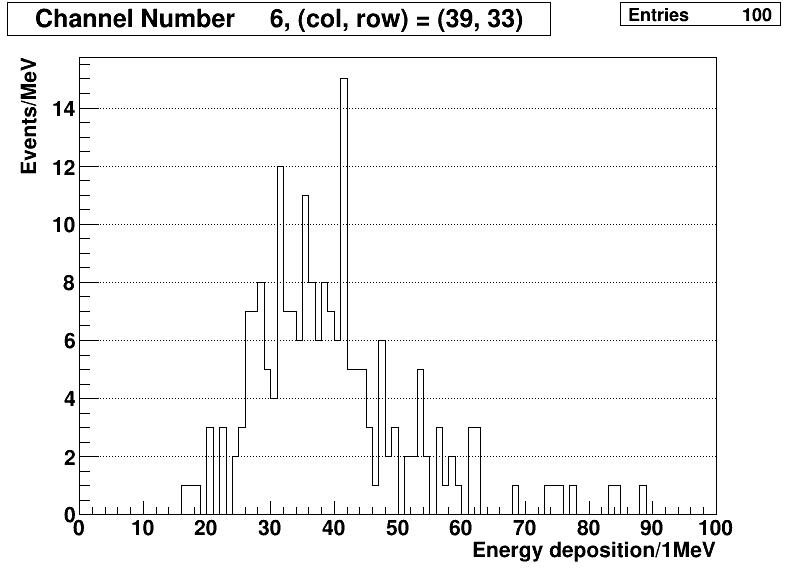 Channel Number 6, (col, row) = (39, 33)
Entries 100
Events/MeV
14
12
10
8
6
4
2
0
0 10 20 30 40 50 60 70 80 90 100
Energy deposition/1MeV